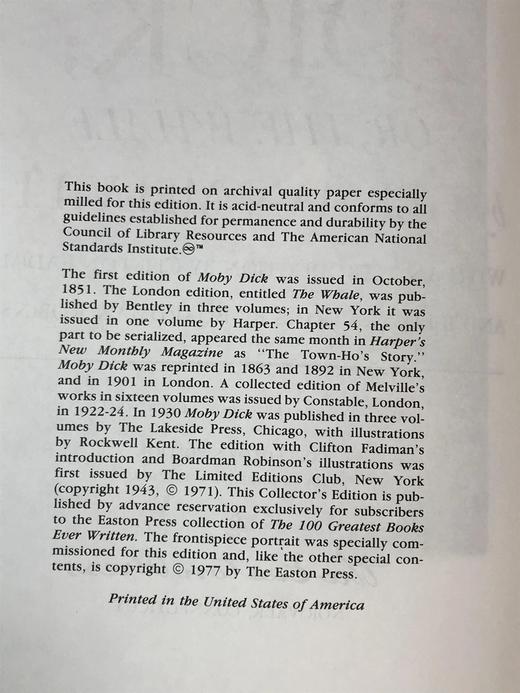 This book is printed on archival quality paper especially
milled for this edition. It is acid-neutral and conforms to all
guidelines established for permanence and durability by the
Council of Library Resources and The American National
Standards Institute.♾™
The first edition of Moby Dick was issued in October,
1851. The London edition, entitled The Whale, was pub-
lished by Bentley in three volumes; in New York it was
issued in one volume by Harper. Chapter 54, the only
part to be serialized, appeared the same month in Harper's
New Monthly Magazine as "The Town-Ho's Story."
Moby Dick was reprinted in 1863 and 1892 in New York,
and in 1901 in London. A collected edition of Melville's
works in sixteen volumes was issued by Constable, London,
in 1922-24. In 1930 Moby Dick was published in three vol-
umes by The Lakeside Press, Chicago, with illustrations
by Rockwell Kent. The edition with Clifton Fadiman's
introduction and Boardman Robinson's illustrations was
first issued by The Limited Editions Club, New York
(copyright 1943, © 1971). This Collector's Edition is pub-
lished by advance reservation exclusively for subscribers
to the Easton Press collection of The 100 Greatest Books
Ever Written. The frontispiece portrait was specially com-
missioned for this edition and, like the other special con-
tents, is copyright © 1977 by The Easton Press.
Printed in the United States of America